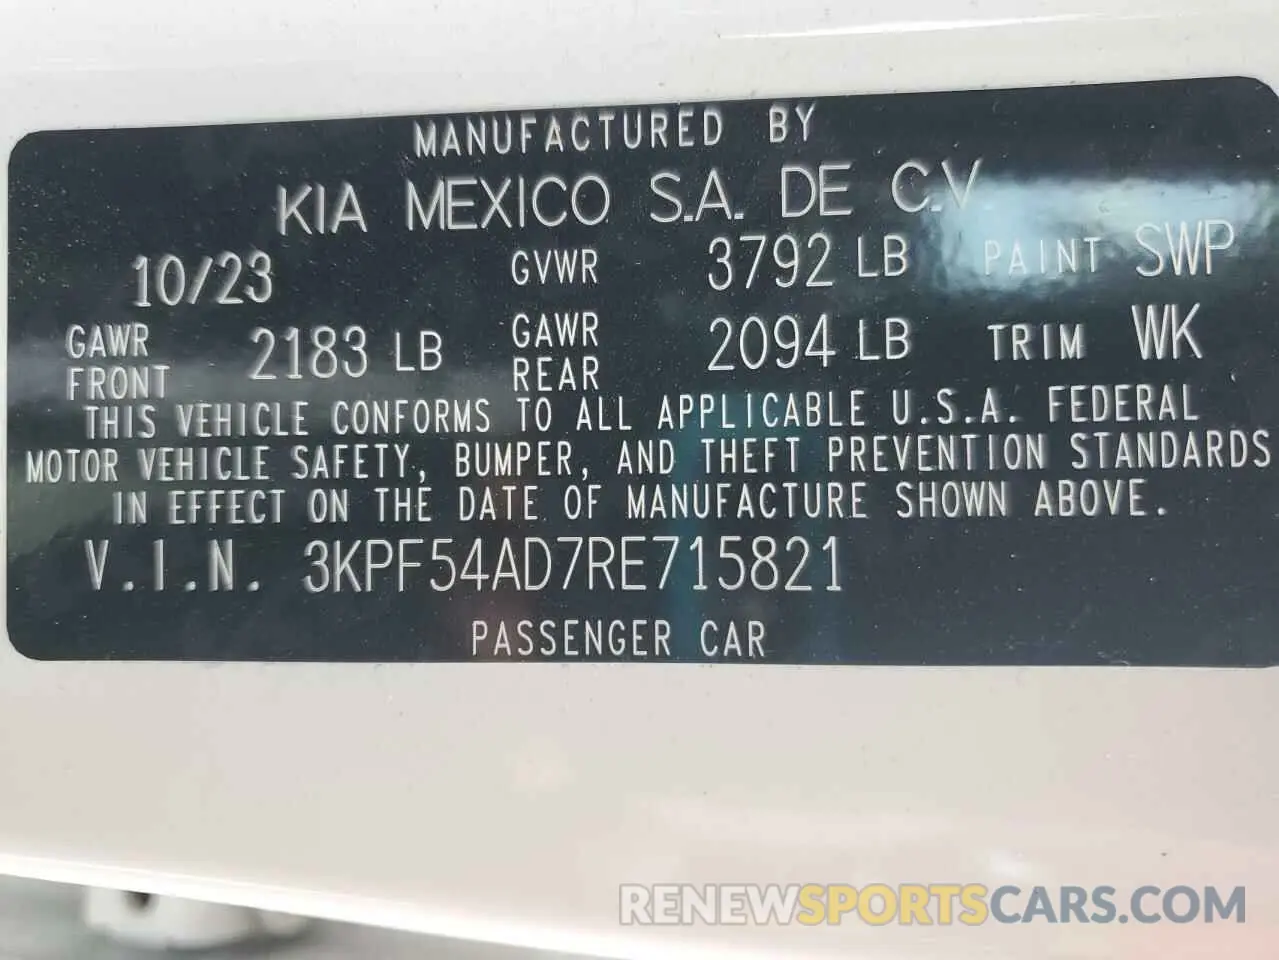 MANUFACTURED BY
KIA MEXICO S.A. DE C.V
10/23 GVWR 3792 LB PAINT SWP
GAWR FRONT 2183 LB GAWR REAR 2094 LB TRIM WK
THIS VEHICLE CONFORMS TO ALL APPLICABLE U.S.A. FEDERAL
MOTOR VEHICLE SAFETY, BUMPER, AND THEFT PREVENTION STANDARDS
IN EFFECT ON THE DATE OF MANUFACTURE SHOWN ABOVE.
V.I.N. 3KPF54AD7RE715821
PASSENGER CAR
RENEWSPORTSCARS.COM